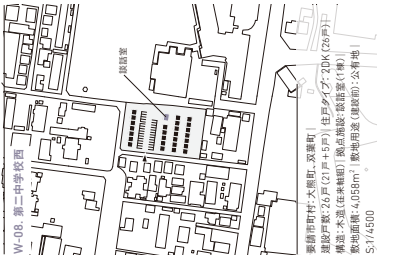 W-08. 第二中学校西
談話室
要請市町村：大熊町、双葉町｜
建設戸数：26戸(21戸＋5戸)｜住戸タイプ：2DK(26戸)｜
構造：木造(在来軸組)｜拠点施設：談話室(1棟)｜
敷地面積：4,058m²｜敷地用途(建設前)：公有地｜
S:1/4500